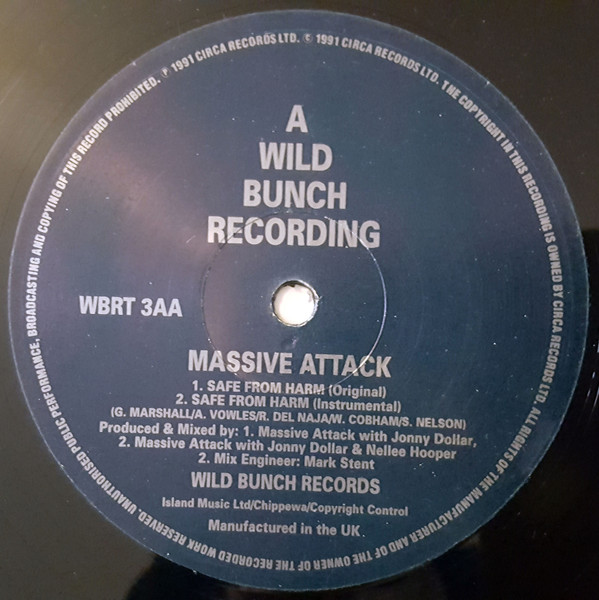 A
WILD
BUNCH
RECORDING
WBRT 3AA
MASSIVE ATTACK
1. SAFE FROM HARM (Original)
2. SAFE FROM HARM (Instrumental)
(G. MARSHALL/A. VOWLES/R. DEL NAJA/W. COBHAM/S. NELSON)
Produced & Mixed by: 1. Massive Attack with Jonny Dollar,
2. Massive Attack with Jonny Dollar & Nellee Hooper
2. Mix Engineer: Mark Stent
WILD BUNCH RECORDS
Island Music Ltd/Chippewa/Copyright Control
Manufactured in the UK
℗ 1991 CIRCA RECORDS LTD. © 1991 CIRCA RECORDS LTD. THE COPYRIGHT IN THIS RECORDING IS OWNED BY CIRCA RECORDS LTD. ALL RIGHTS OF THE MANUFACTURER AND OF THE OWNER OF THE RECORDED WORK RESERVED. UNAUTHORISED PUBLIC PERFORMANCE, BROADCASTING AND COPYING OF THIS RECORD PROHIBITED.